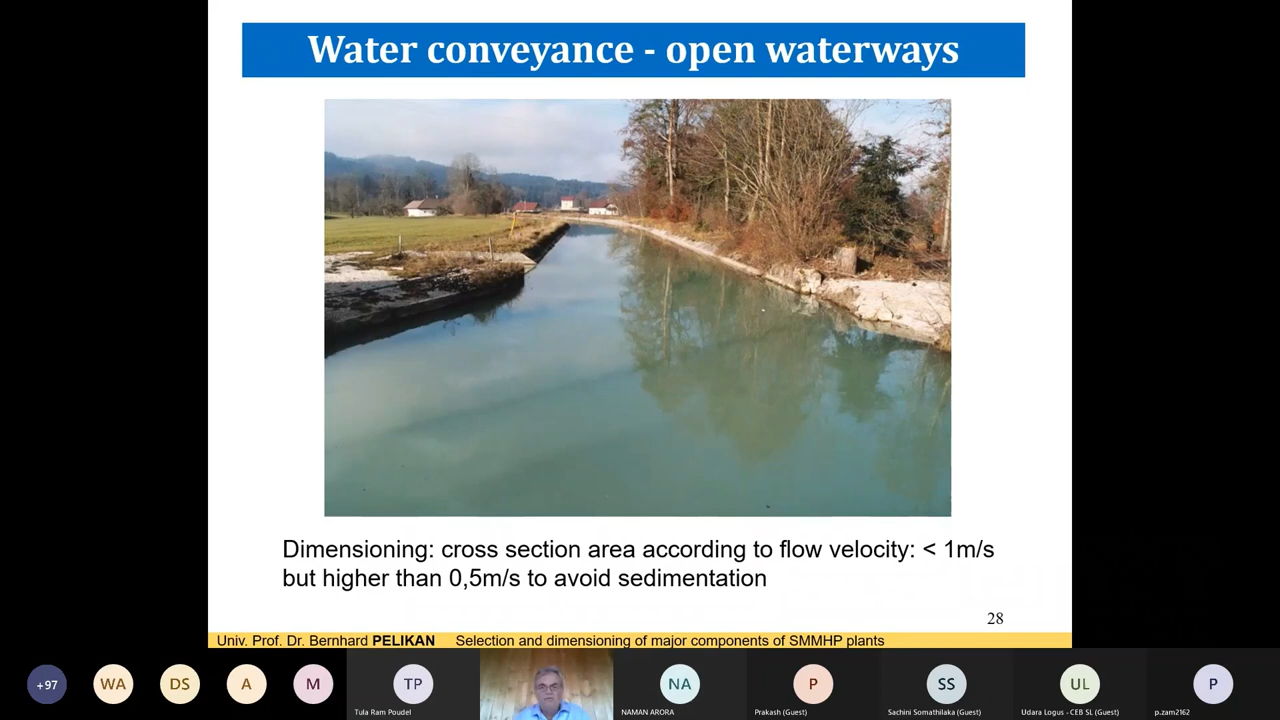 Water conveyance - open waterways
Dimensioning: cross section area according to flow velocity: < 1m/s
but higher than 0,5m/s to avoid sedimentation
28
Univ. Prof. Dr. Bernhard PELIKAN Selection and dimensioning of major components of SMMHP plants
+97 WA DS A M TP NA P SS UL P
Tula Ram Poudel NAMAN ARORA Prakash (Guest) Sachini Somathilaka (Guest) Udara Logus - CEB SL (Guest) p.zam2162